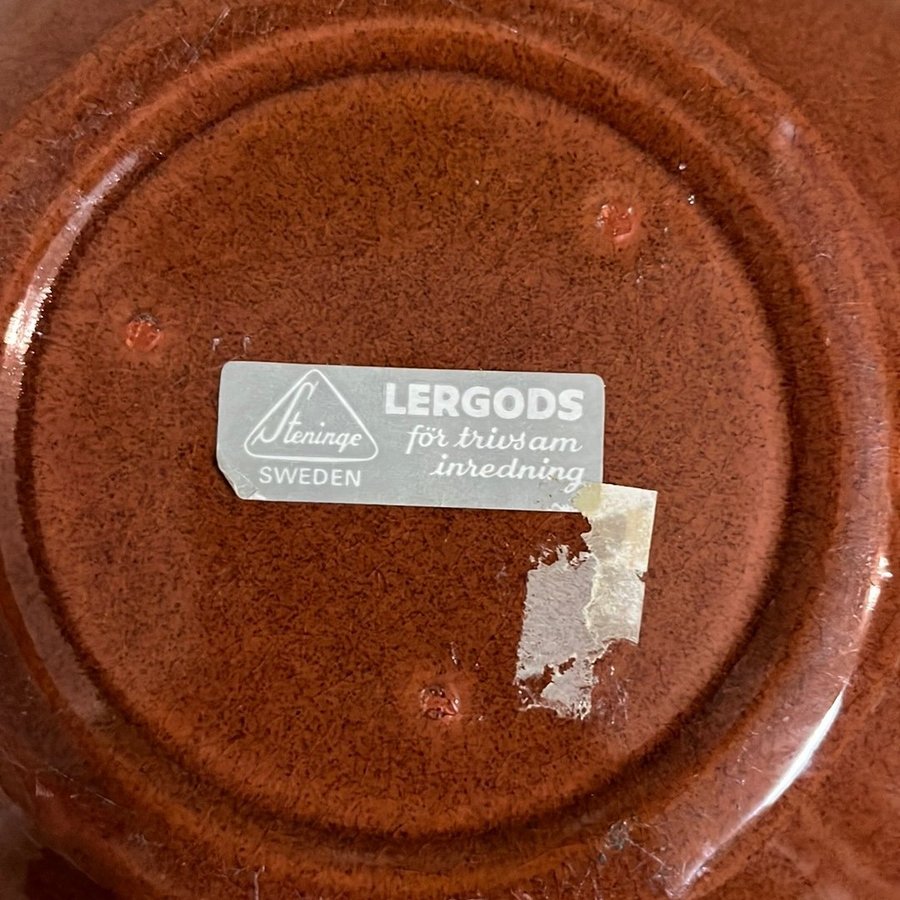 Steninge
SWEDEN
LERGODS
för trivsam
inredning